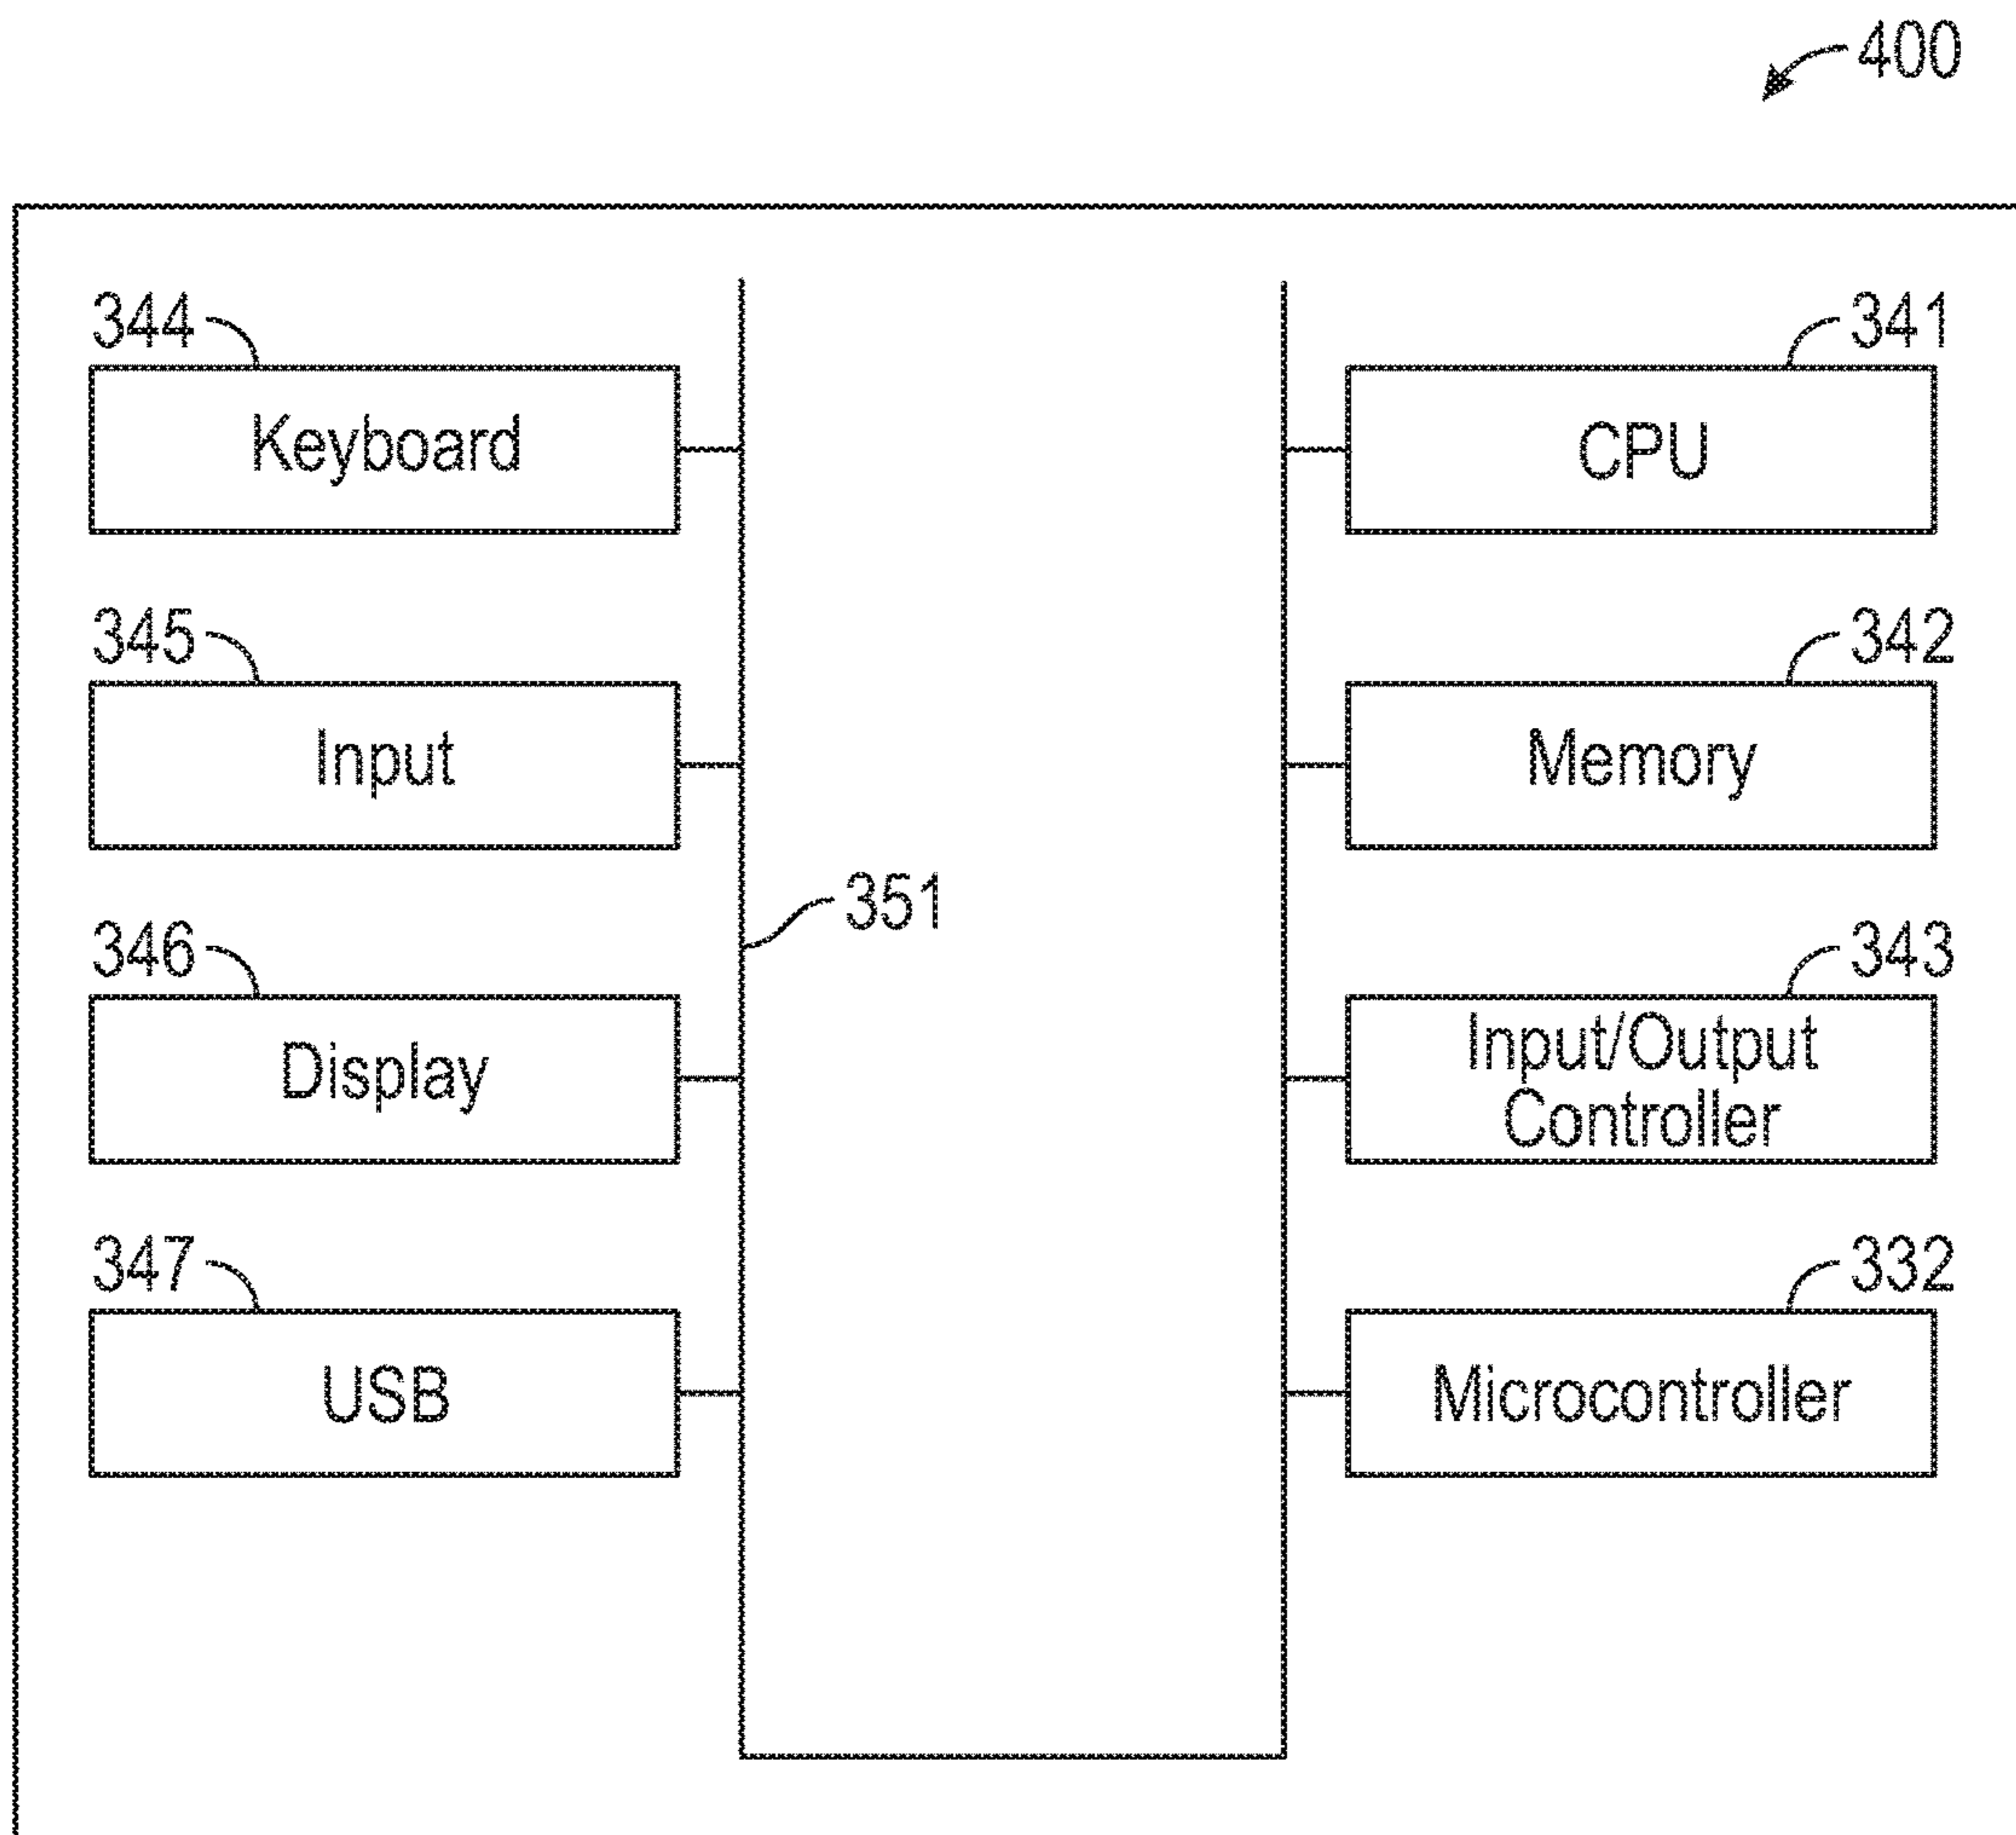 400
344
341
Keyboard
CPU
345
342
Input
Memory
351
346
343
Display
Input/Output
Controller
347
332
USB
Microcontroller